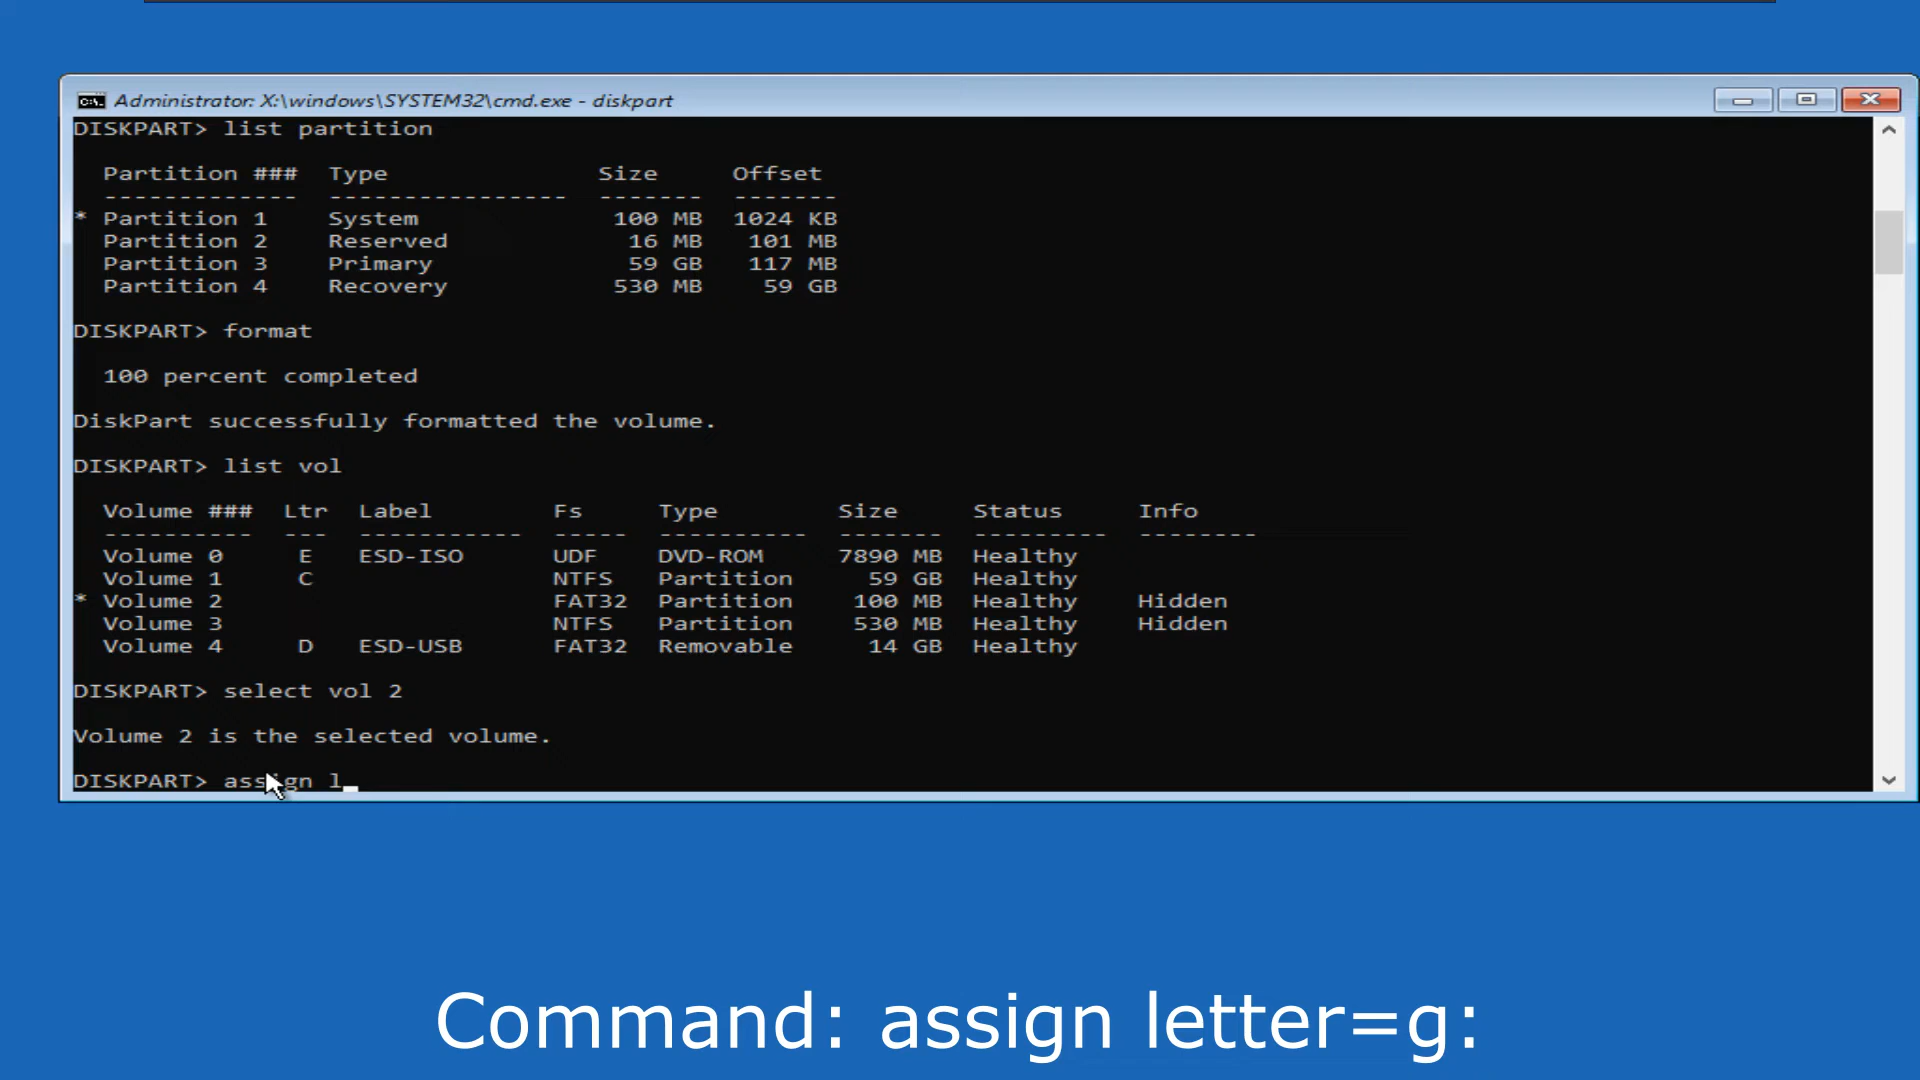 Administrator: X:\windows\SYSTEM32\cmd.exe - diskpart
DISKPART> list partition
Partition ### Type Size Offset
------------- ---------------- ------- -------
* Partition 1 System 100 MB 1024 KB
Partition 2 Reserved 16 MB 101 MB
Partition 3 Primary 59 GB 117 MB
Partition 4 Recovery 530 MB 59 GB
DISKPART> format
100 percent completed
DiskPart successfully formatted the volume.
DISKPART> list vol
Volume ### Ltr Label Fs Type Size Status Info
---------- --- ----------- ----- ---------- ------- --------- --------
Volume 0 E ESD-ISO UDF DVD-ROM 7890 MB Healthy
Volume 1 C NTFS Partition 59 GB Healthy
* Volume 2 FAT32 Partition 100 MB Healthy Hidden
Volume 3 NTFS Partition 530 MB Healthy Hidden
Volume 4 D ESD-USB FAT32 Removable 14 GB Healthy
DISKPART> select vol 2
Volume 2 is the selected volume.
DISKPART> assign l_
Command: assign letter=g: